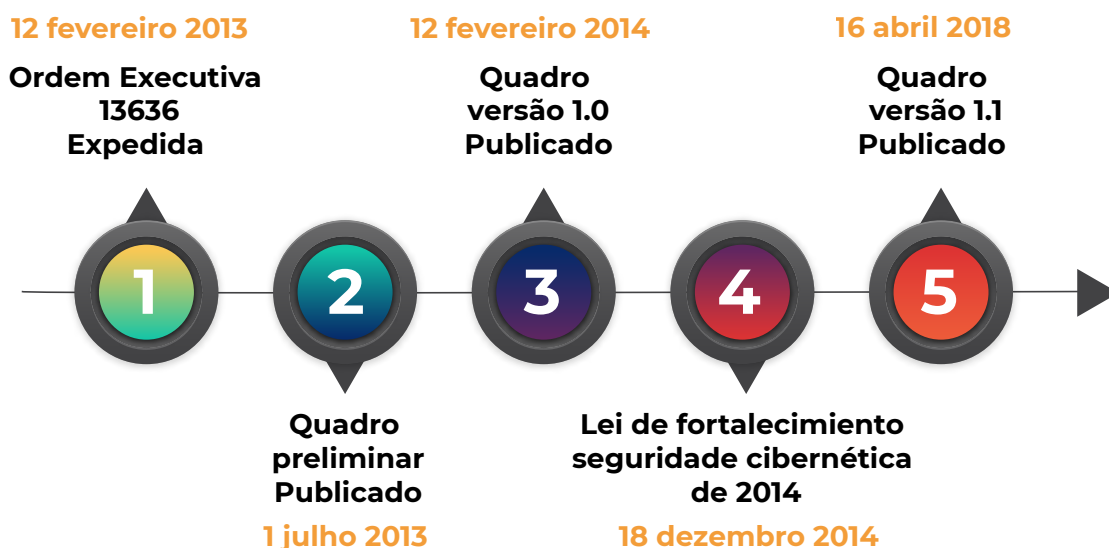 12 fevereiro 2013
Ordem Executiva
13636
Expedida
12 fevereiro 2014
Quadro
versão 1.0
Publicado
16 abril 2018
Quadro
versão 1.1
Publicado
1
2
3
4
5
Quadro
preliminar
Publicado
1 julho 2013
Lei de fortalecimiento
seguridade cibernética
de 2014
18 dezembro 2014